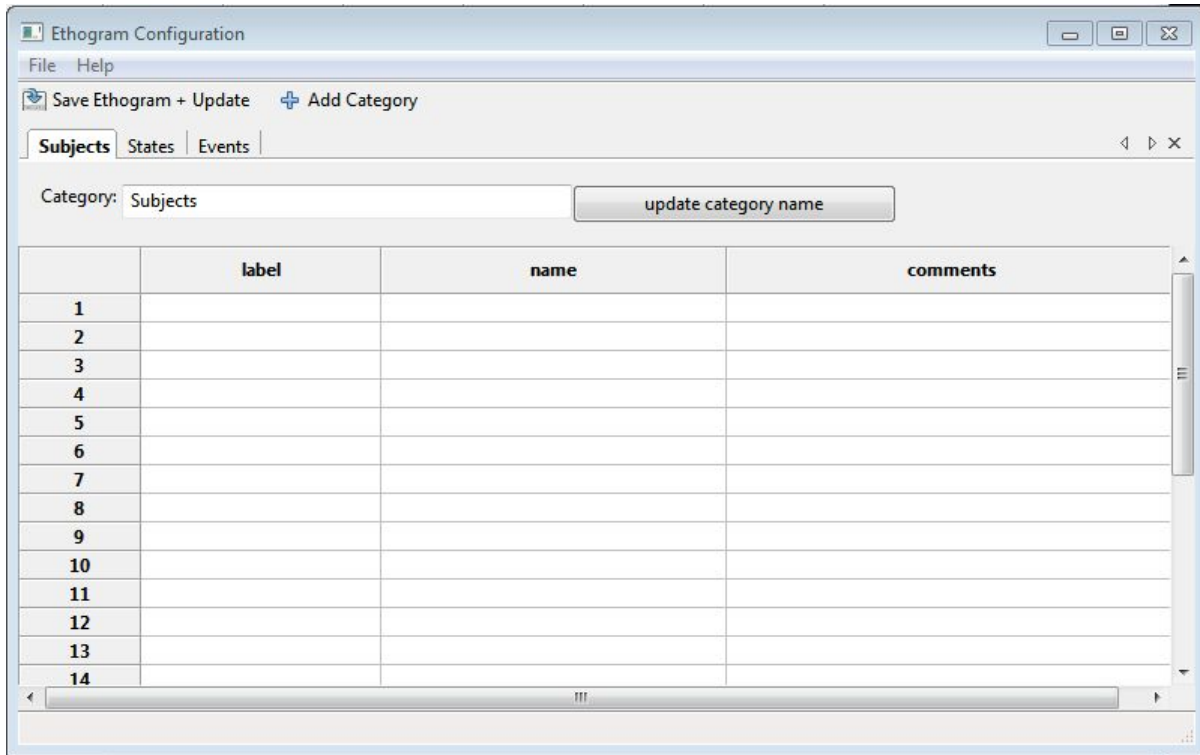 Ethogram Configuration
File Help
Save Ethogram + Update Add Category
Subjects States Events
Category: Subjects update category name
label name comments
1
2
3
4
5
6
7
8
9
10
11
12
13
14